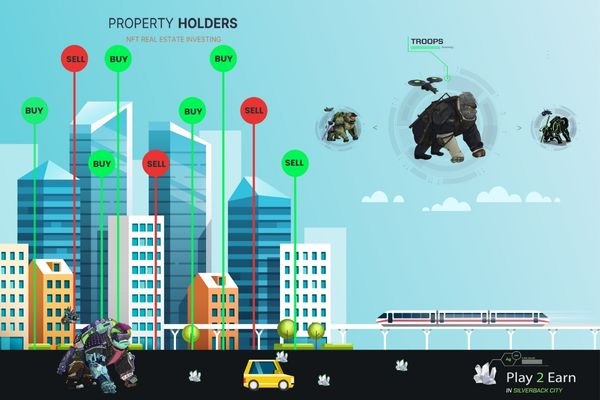 PROPERTY HOLDERS
NFT REAL ESTATE INVESTING
TROOPS
SELL
BUY
BUY
BUY
BUY
SELL
BUY
SELL
SELL
<
>
Ag
Play 2 Earn
IN SILVERBACK CITY